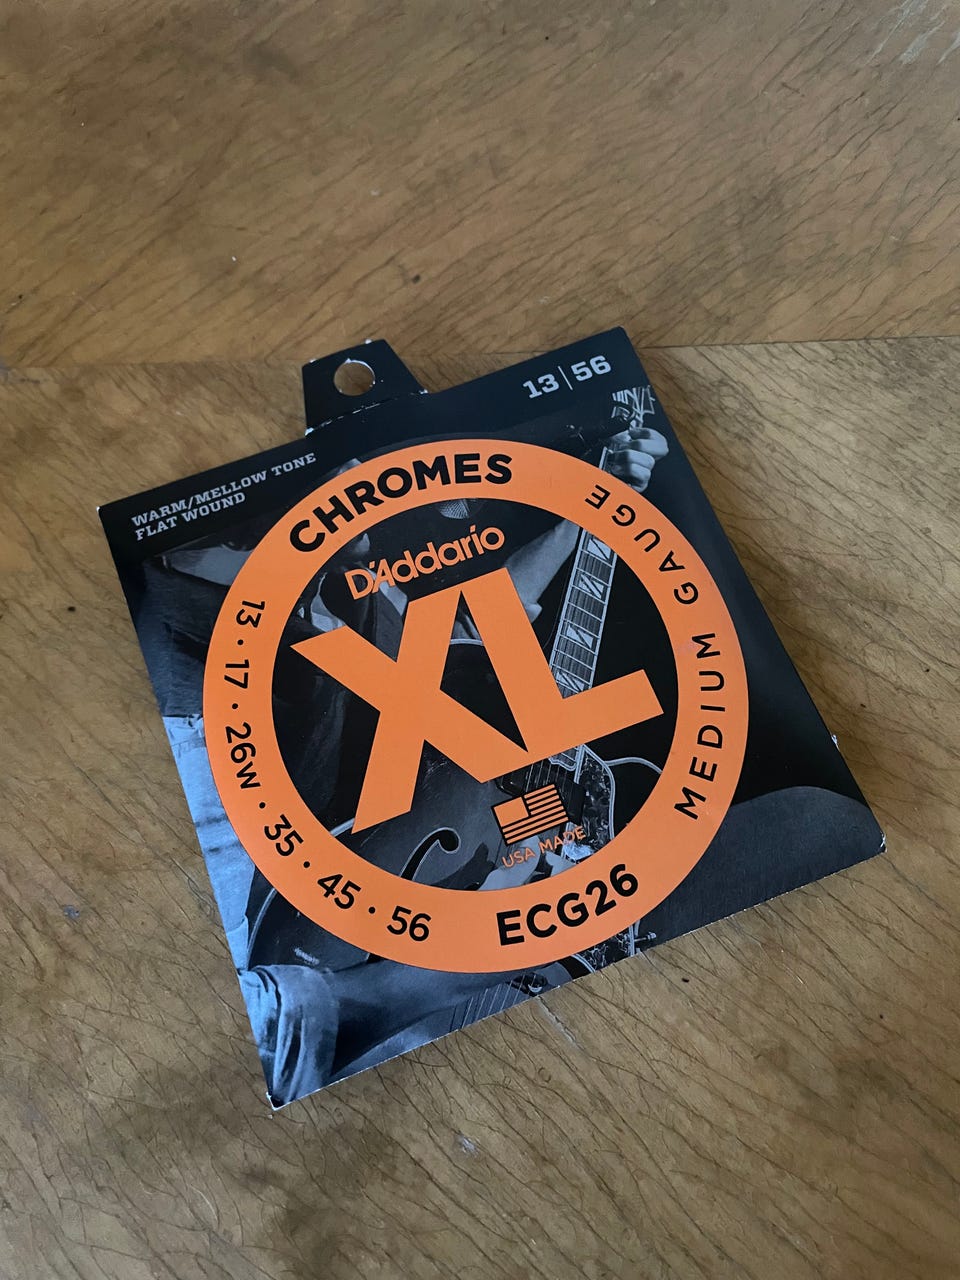 13|56
WARM/MELLOW TONE
FLAT WOUND
CHROMES
D'Addario
XL
MEDIUM GAUGE
13 · 17 · 26w · 35 · 45 · 56
USA MADE
ECG26